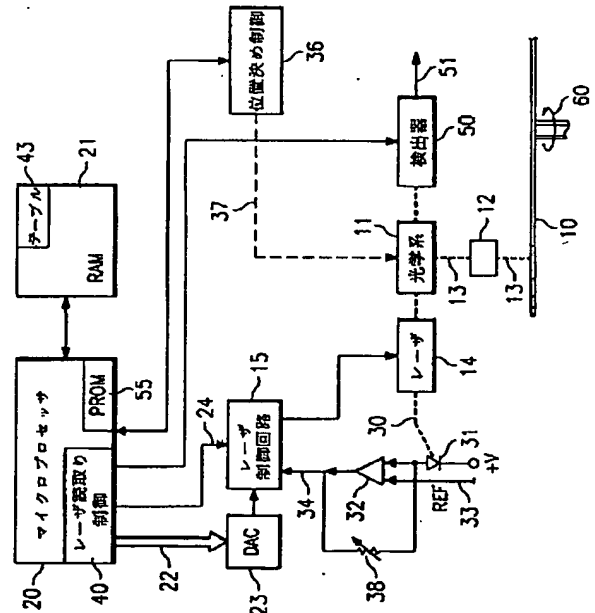 20
マイクロプロセッサ
レーザ読取り
制御
PROM
40
55
43
テーブル
RAM
21
22
24
位置決め制御
36
37
DAC
23
レーザ
制御回路
15
34
32
38
REF
33
31
+V
30
レーザ
14
光学系
11
検出器
50
51
13
12
13
10
60